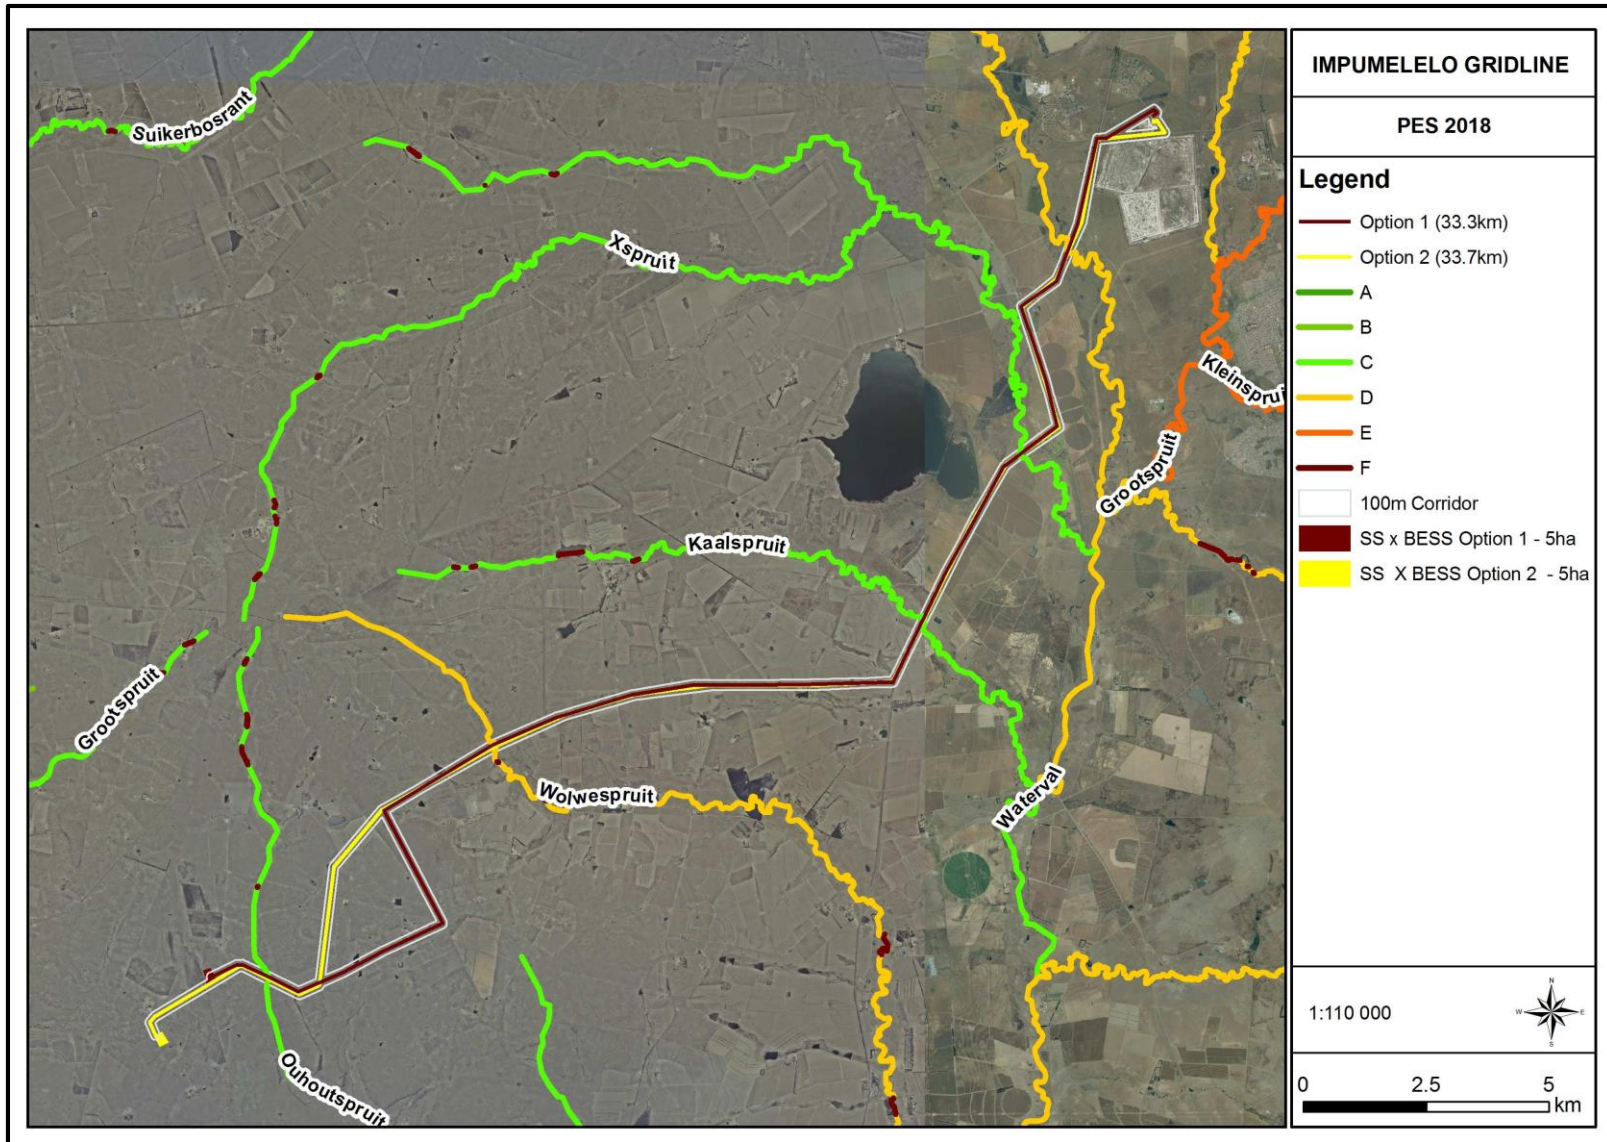 IMPUMELELO GRIDLINE
PES 2018
Legend
Option 1 (33.3km)
Option 2 (33.7km)
A
B
C
D
E
F
100m Corridor
SS x BESS Option 1 - 5ha
SS X BESS Option 2 - 5ha
1:110 000
N
W
E
S
0 2.5 5
km
Suikerbosrant
Xspruit
Kleinsprui
Grootspruit
Kaalspruit
Grootspruit
Wolwespruit
Waterval
Ouhoutspruit